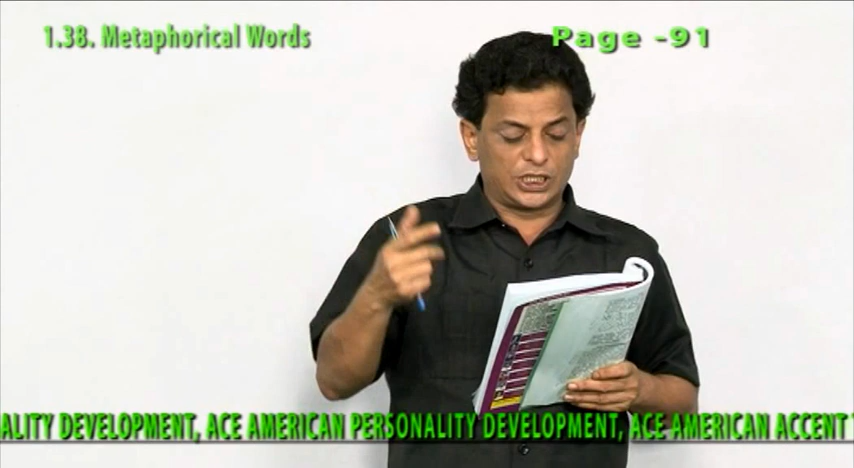 1.38. Metaphorical Words
Page -91
ALITY DEVELOPMENT, ACE AMERICAN PERSONALITY DEVELOPMENT, ACE AMERICAN ACCENT